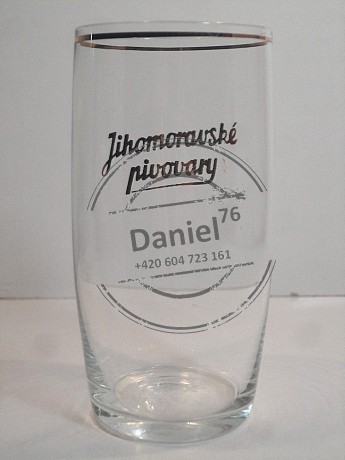 Jihomoravské
pivovary
Daniel76
+420 604 723 161